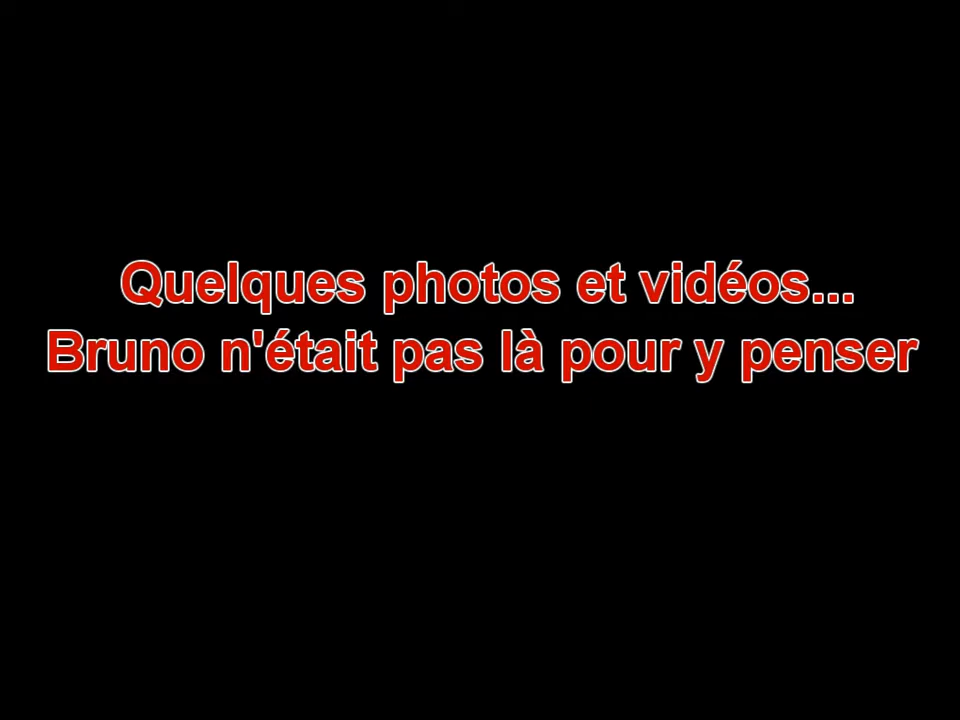 Quelques photos et vidéos...
Bruno n'était pas là pour y penser